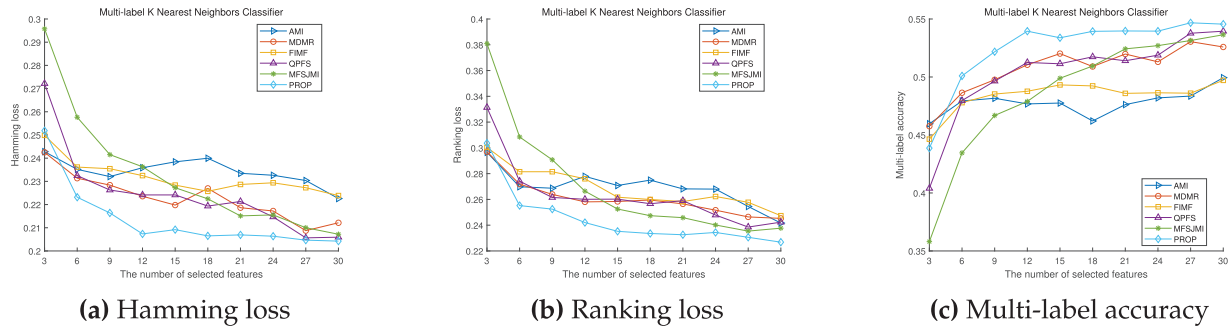 Multi-label K Nearest Neighbors Classifier
0.3
0.29
0.28
0.27
0.26
0.25
0.24
0.23
0.22
0.21
0.2
Hamming loss
AMI
MDMR
FIMF
QPFS
MFSJMI
PROP
3 6 9 12 15 18 21 24 27 30
The number of selected features
(a) Hamming loss
Multi-label K Nearest Neighbors Classifier
0.4
0.38
0.36
0.34
0.32
0.3
0.28
0.26
0.24
0.22
0.2
Ranking loss
AMI
MDMR
FIMF
QPFS
MFSJMI
PROP
3 6 9 12 15 18 21 24 27 30
The number of selected features
(b) Ranking loss
Multi-label K Nearest Neighbors Classifier
0.55
0.5
0.45
0.4
0.35
Multi-label accuracy
AMI
MDMR
FIMF
QPFS
MFSJMI
PROP
3 6 9 12 15 18 21 24 27 30
The number of selected features
(c) Multi-label accuracy